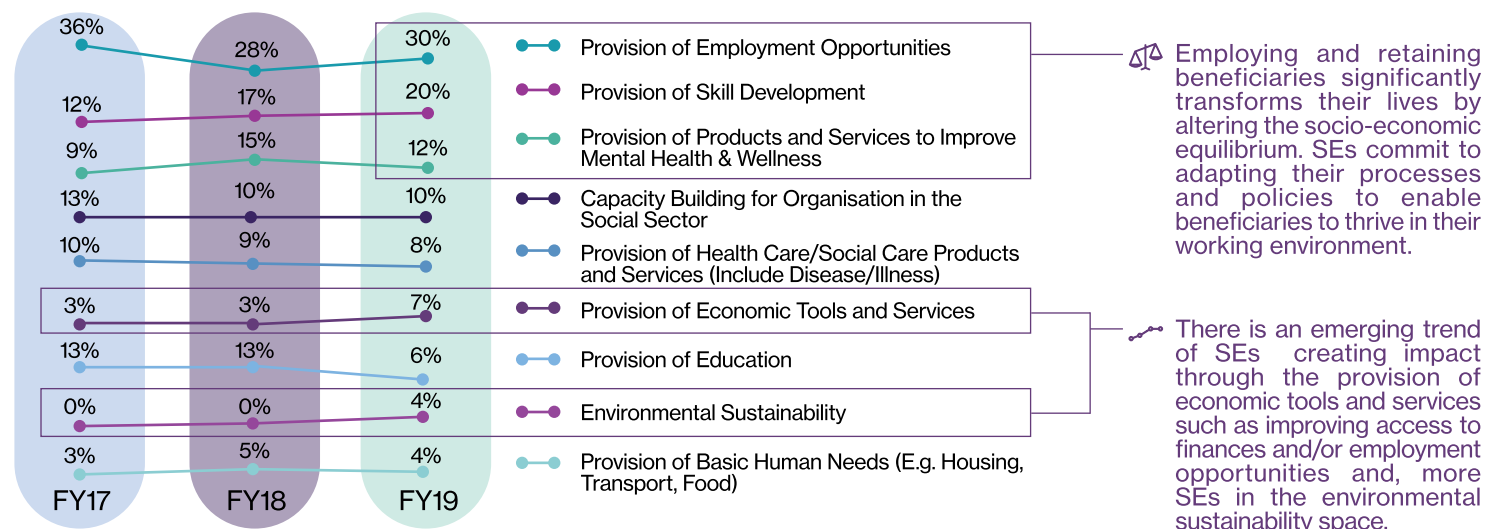 36% 28% 30% Provision of Employment Opportunities
12% 17% 20% Provision of Skill Development
9% 15% 12% Provision of Products and Services to Improve
Mental Health & Wellness
13% 10% 10% Capacity Building for Organisation in the
Social Sector
10% 9% 8% Provision of Health Care/Social Care Products
and Services (Include Disease/Illness)
3% 3% 7% Provision of Economic Tools and Services
13% 13% 6% Provision of Education
0% 0% 4% Environmental Sustainability
3% 5% 4% Provision of Basic Human Needs (E.g. Housing,
Transport, Food)
FY17 FY18 FY19
Employing and retaining
beneficiaries significantly
transforms their lives by
altering the socio-economic
equilibrium. SEs commit to
adapting their processes
and policies to enable
beneficiaries to thrive in their
working environment.
There is an emerging trend
of SEs creating impact
through the provision of
economic tools and services
such as improving access to
finances and/or employment
opportunities and, more
SEs in the environmental
sustainability space.